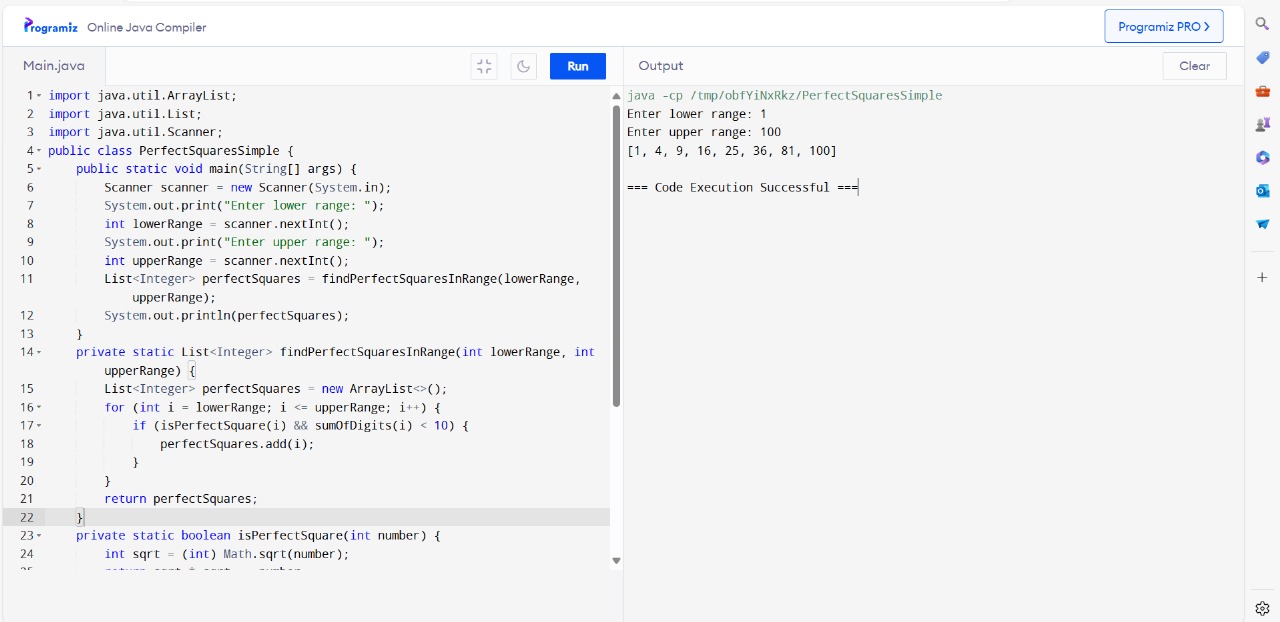 Programiz Online Java Compiler
Programiz PRO >
Main.java
Run
Output
Clear
1 import java.util.ArrayList;
2 import java.util.List;
3 import java.util.Scanner;
4 public class PerfectSquaresSimple {
5 public static void main(String[] args) {
6 Scanner scanner = new Scanner(System.in);
7 System.out.print("Enter lower range: ");
8 int lowerRange = scanner.nextInt();
9 System.out.print("Enter upper range: ");
10 int upperRange = scanner.nextInt();
11 List<Integer> perfectSquares = findPerfectSquaresInRange(lowerRange,
upperRange);
12 System.out.println(perfectSquares);
13 }
14 private static List<Integer> findPerfectSquaresInRange(int lowerRange, int
upperRange) {
15 List<Integer> perfectSquares = new ArrayList<>();
16 for (int i = lowerRange; i <= upperRange; i++) {
17 if (isPerfectSquare(i) && sumOfDigits(i) < 10) {
18 perfectSquares.add(i);
19 }
20 }
21 return perfectSquares;
22 }
23 private static boolean isPerfectSquare(int number) {
24 int sqrt = (int) Math.sqrt(number);
java -cp /tmp/obfYiNxRkz/PerfectSquaresSimple
Enter lower range: 1
Enter upper range: 100
[1, 4, 9, 16, 25, 36, 81, 100]
=== Code Execution Successful ===